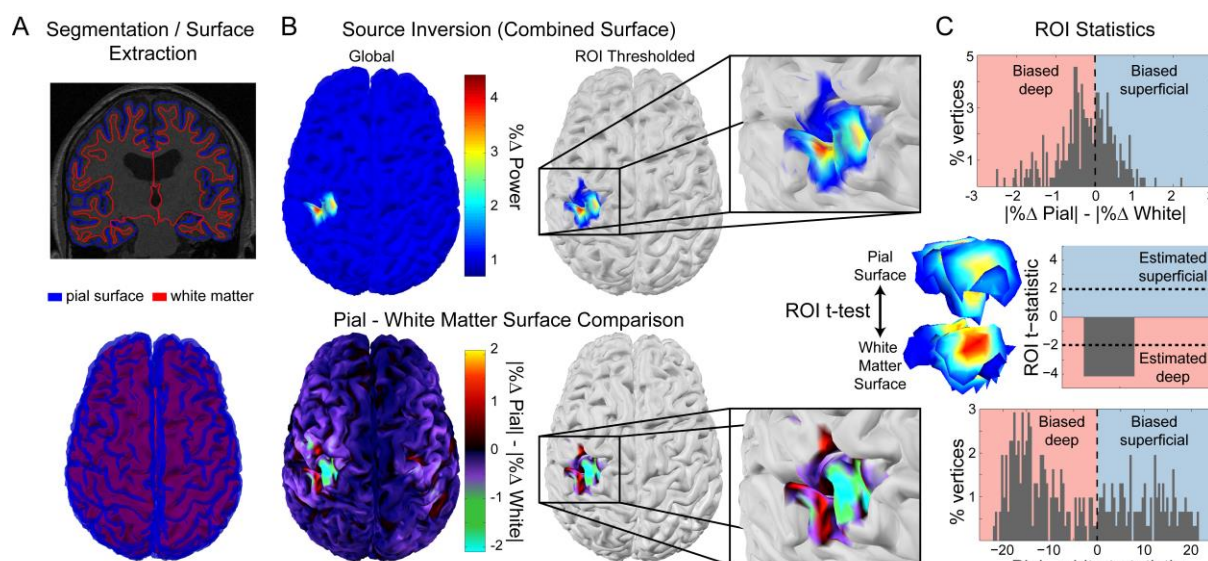 A
Segmentation / Surface
Extraction
pial surface
white matter
B
Source Inversion (Combined Surface)
Global
ROI Thresholded
4
3
2
1
%Δ Power
Pial - White Matter Surface Comparison
2
1
0
-1
-2
|%Δ Pial| - |%Δ White|
C
ROI Statistics
Biased
deep
Biased
superficial
% vertices
5
4
3
2
1
0
-3
-2
-1
0
1
2
3
|%Δ Pial| - |%Δ White|
Pial
Surface
ROI t-test
White
Matter
Surface
ROI t-statistic
4
2
0
-2
-4
Estimated
superficial
Estimated
deep
Biased
deep
Biased
superficial
% vertices
3
2
1
-20
-10
0
10
20